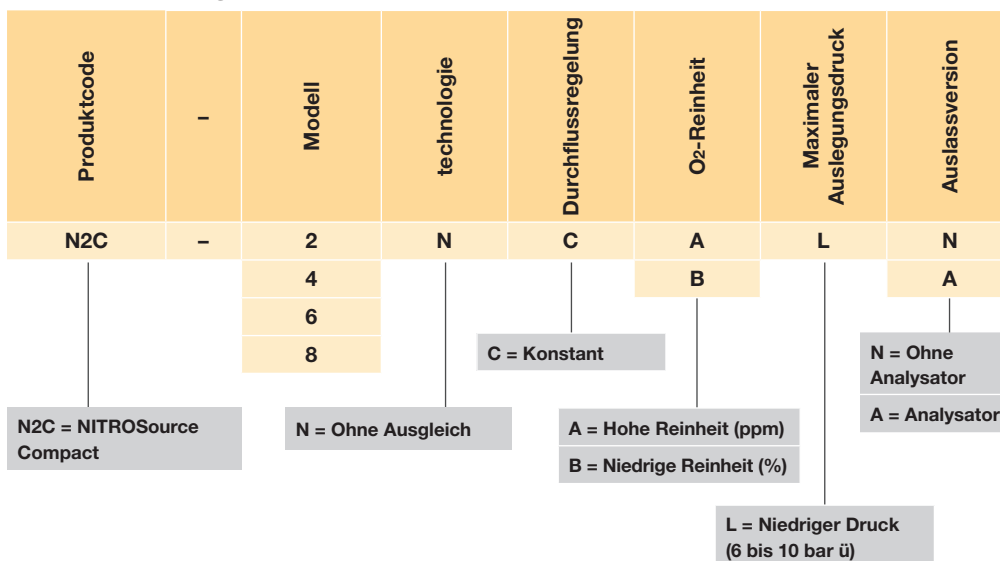 Produktcode
–
Modell
technologie
Durchflussregelung
O2-Reinheit
Maximaler
Auslegungsdruck
Auslassversion
N2C – 2 N C A L N
4 B A
6
8
C = Konstant
N = Ohne
Analysator
A = Analysator
N2C = NITROSource
Compact
N = Ohne Ausgleich
A = Hohe Reinheit (ppm)
B = Niedrige Reinheit (%)
L = Niedriger Druck
(6 bis 10 bar ü)